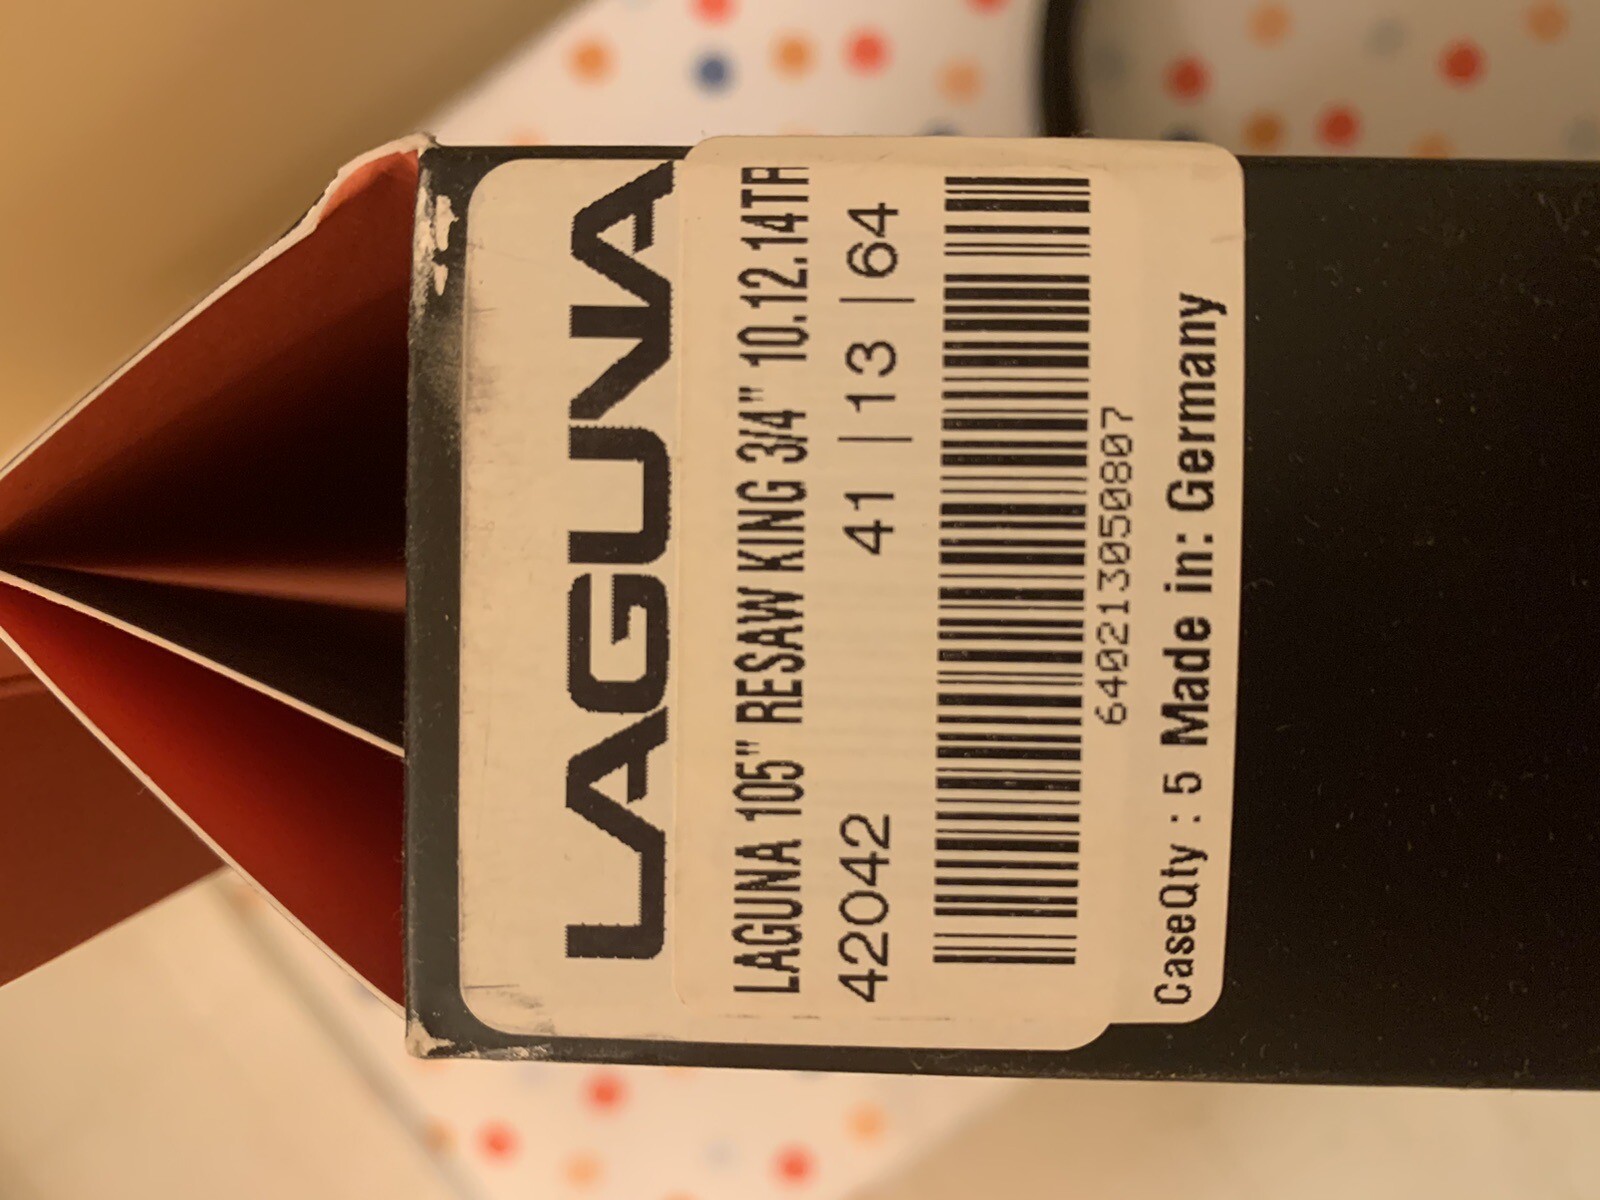 LAGUNA
LAGUNA 105" RESAW KING 3/4" 10.12.14TP
42042 41 | 13 | 64
640213050807
CaseQty : 5 Made in: Germany